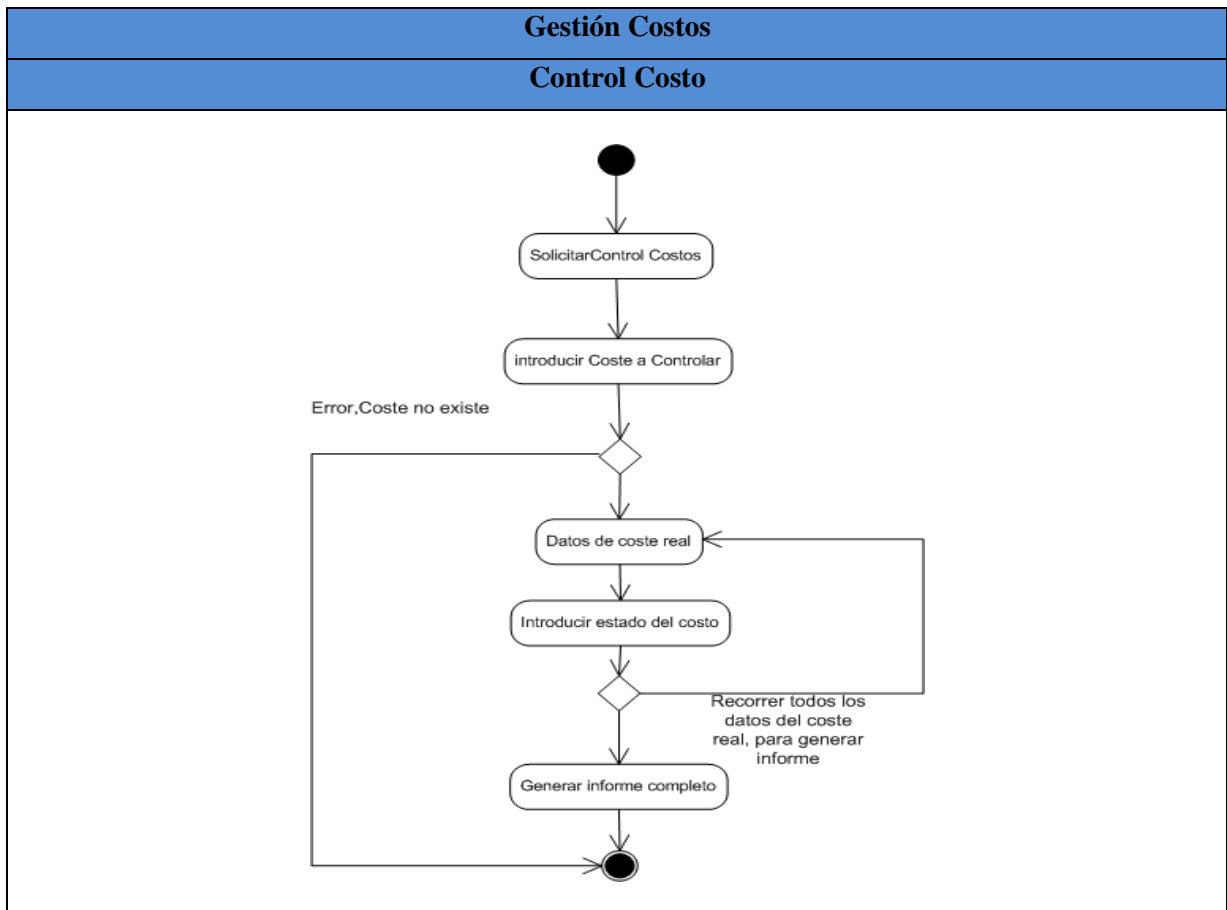 Gestión Costos
Control Costo
SolicitarControl Costos
introducir Coste a Controlar
Error,Coste no existe
Datos de coste real
Introducir estado del costo
Recorrer todos los
datos del coste
real, para generar
informe
Generar informe completo